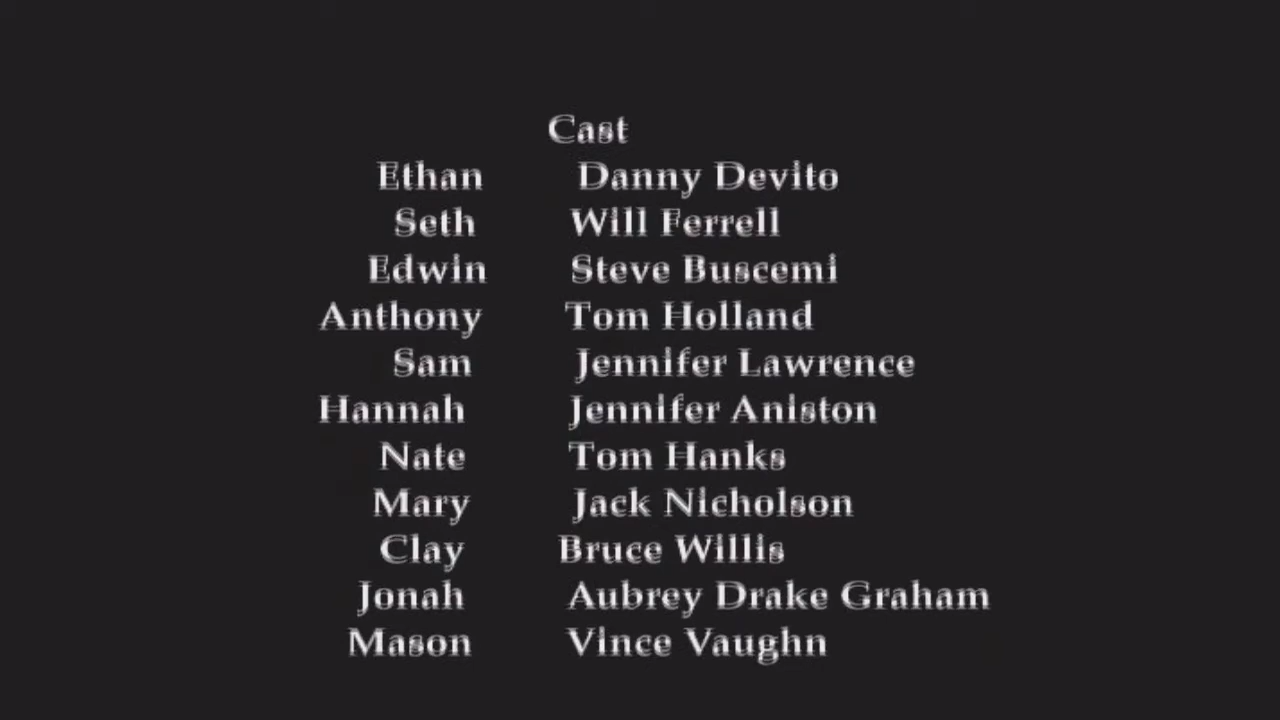 Cast
Ethan Danny Devito
Seth Will Ferrell
Edwin Steve Buscemi
Anthony Tom Holland
Sam Jennifer Lawrence
Hannah Jennifer Aniston
Nate Tom Hanks
Mary Jack Nicholson
Clay Bruce Willis
Jonah Aubrey Drake Graham
Mason Vince Vaughn